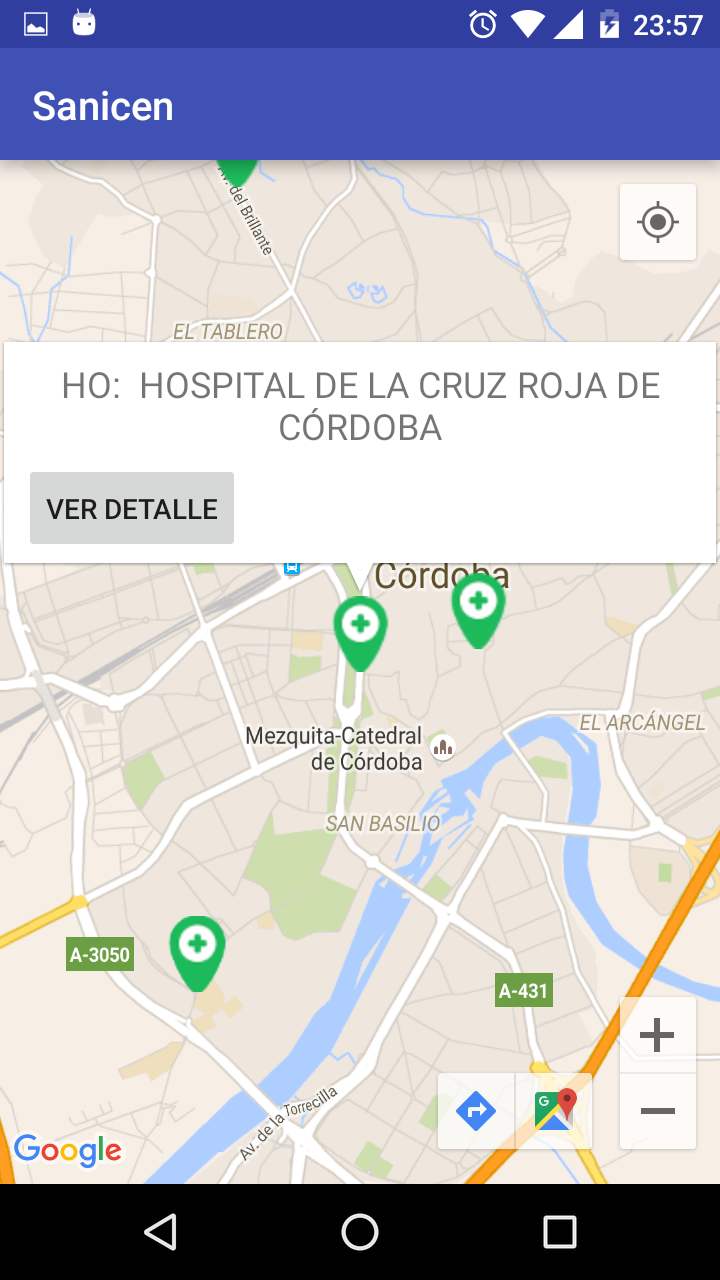 23:57
Sanicen
Av. del Brillante
EL TABLERO
HO: HOSPITAL DE LA CRUZ ROJA DE
CÓRDOBA
VER DETALLE
Córdoba
EL ARCÁNGEL
Mezquita-Catedral
de Córdoba
SAN BASILIO
A-3050
A-431
Av. de la Torrecilla
G
Google